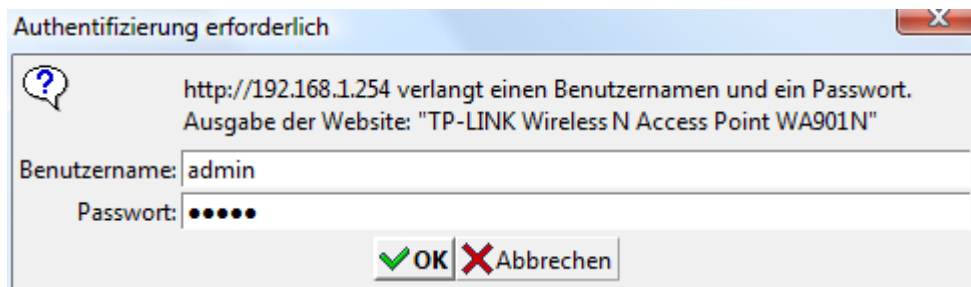 Authentifizierung erforderlich
http://192.168.1.254 verlangt einen Benutzernamen und ein Passwort.
Ausgabe der Website: "TP-LINK Wireless N Access Point WA901N"
Benutzername: admin
Passwort: •••••
OK Abbrechen